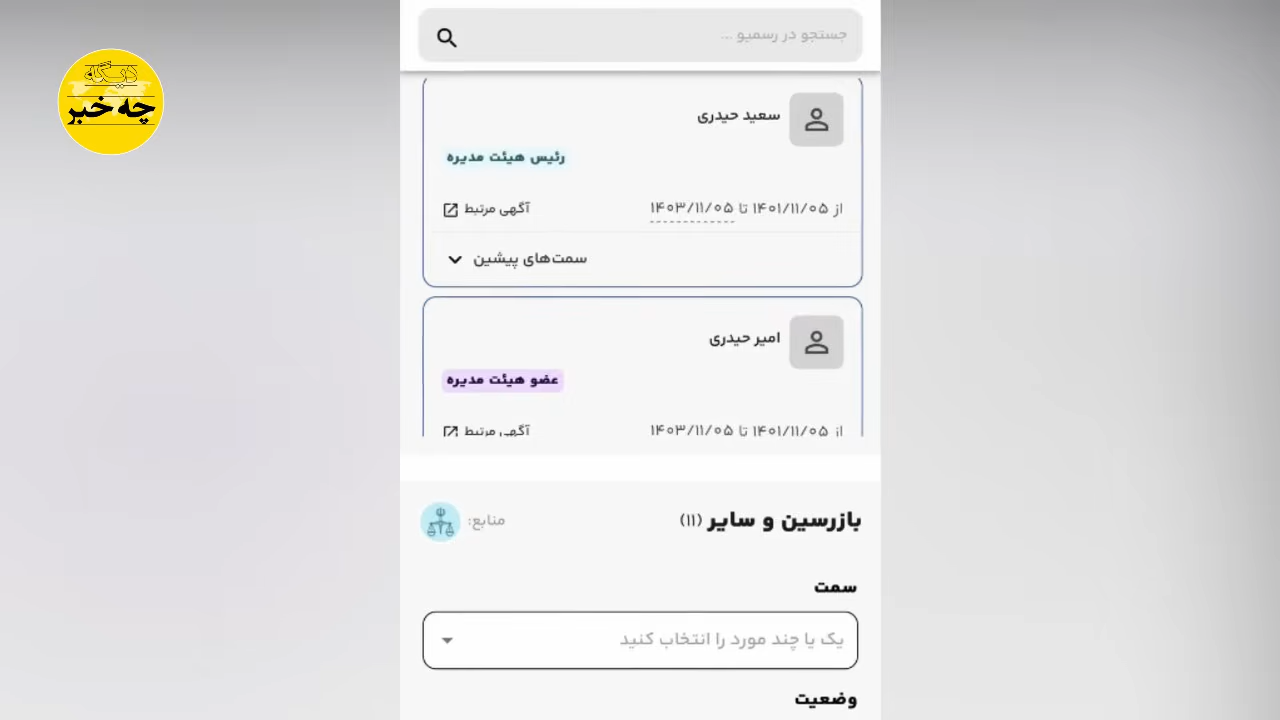 دیگه
چه خبر
جستجو در رسمیو ...
سعید حیدری
رئیس هیئت مدیره
از ۱۴۰۱/۱۱/۰۵ تا ۱۴۰۳/۱۱/۰۵
آگهی مرتبط
سمت‌های پیشین
امیر حیدری
عضو هیئت مدیره
از ۱۴۰۱/۱۱/۰۵ تا ۱۴۰۳/۱۱/۰۵
آگهی مرتبط
بازرسین و سایر (۱۱)
منابع:
سمت
یک یا چند مورد را انتخاب کنید
وضعیت